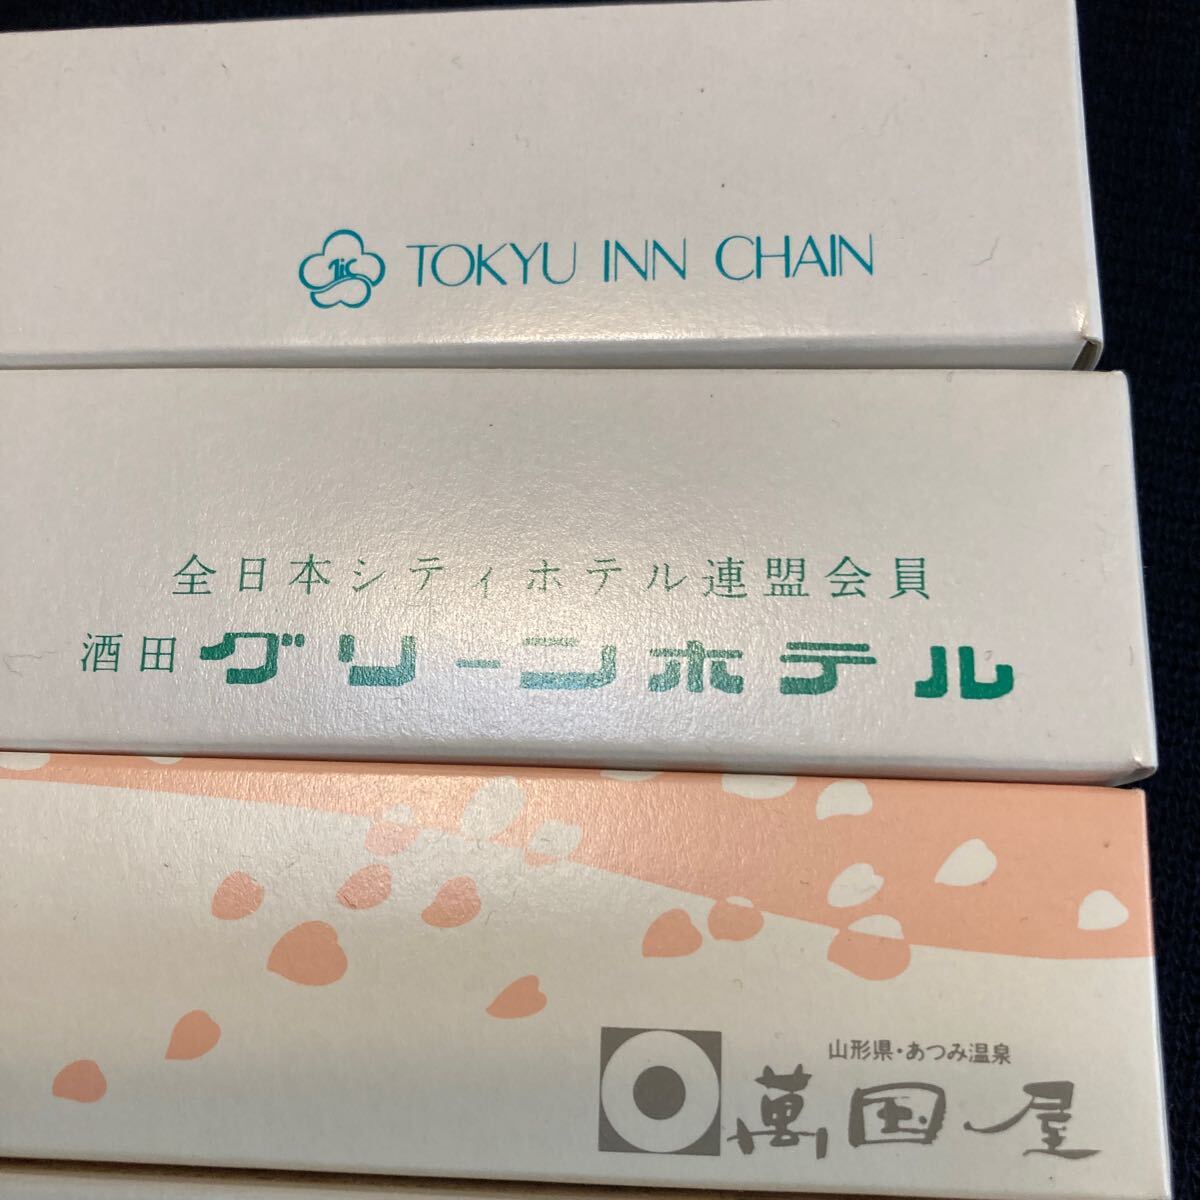 TiC TOKYU INN CHAIN
全日本シティホテル連盟会員
酒田 グリーンホテル
山形県・あつみ温泉
萬国屋